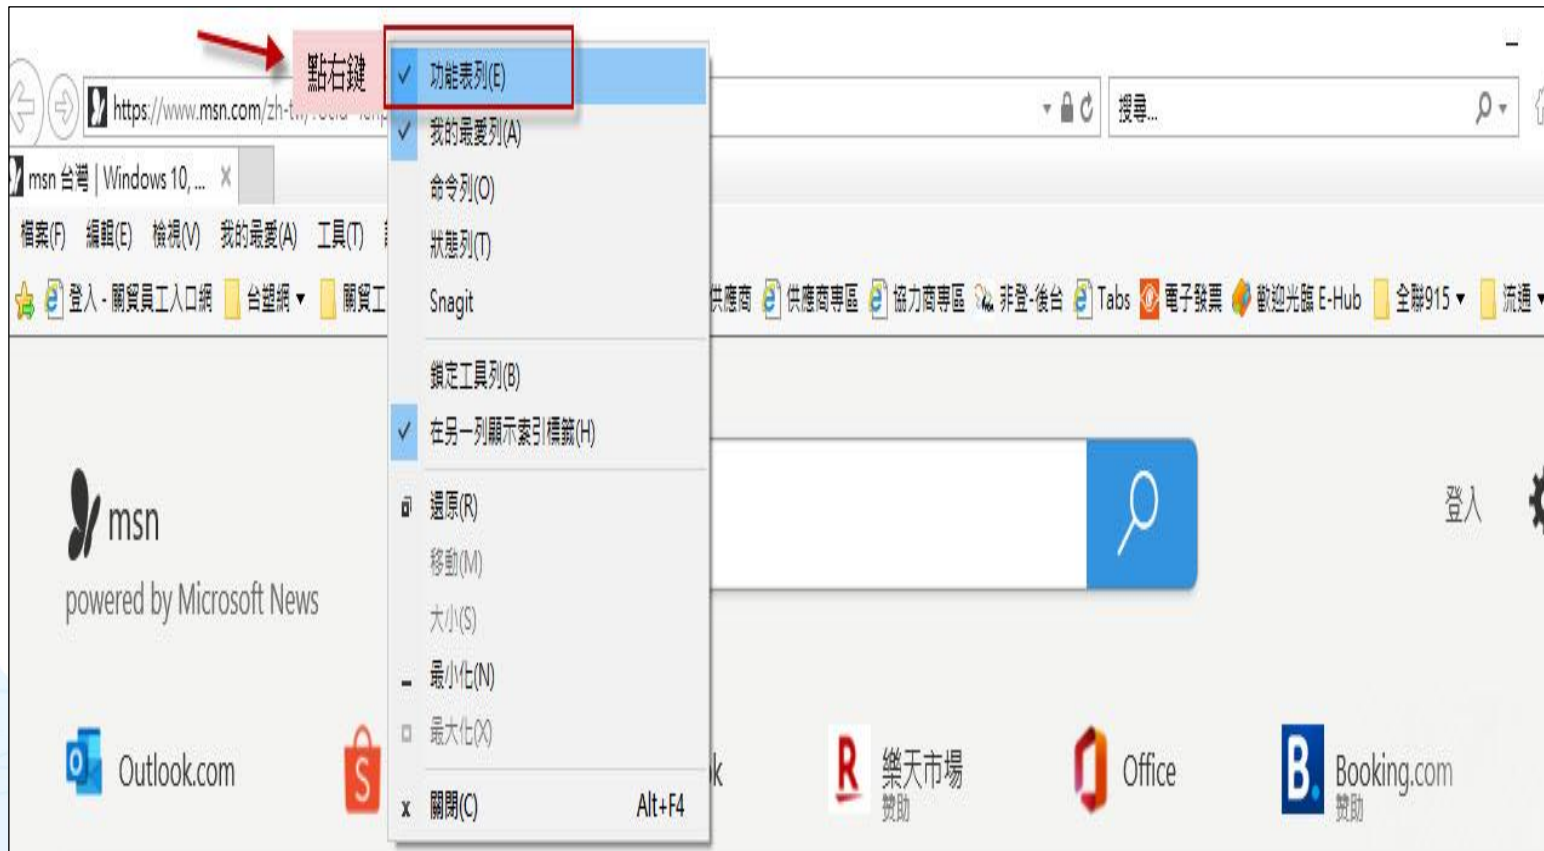 點右鍵
https://www.msn.com/zh-tw/
搜尋...
msn 台灣 | Windows 10, ...
檔案(F) 編輯(E) 檢視(V) 我的最愛(A) 工具(T)
登入 - 關貿員工入口網 台塑網 關貿工
供應商 供應商專區 協力商專區 非登-後台 Tabs 電子發票 歡迎光臨 E-Hub 全聯915 流通
功能表列(E)
我的最愛列(A)
命令列(O)
狀態列(T)
Snagit
鎖定工具列(B)
在另一列顯示索引標籤(H)
還原(R)
移動(M)
大小(S)
最小化(N)
最大化(X)
關閉(C) Alt+F4
msn
powered by Microsoft News
登入
Outlook.com
樂天市場
贊助
Office
Booking.com
贊助